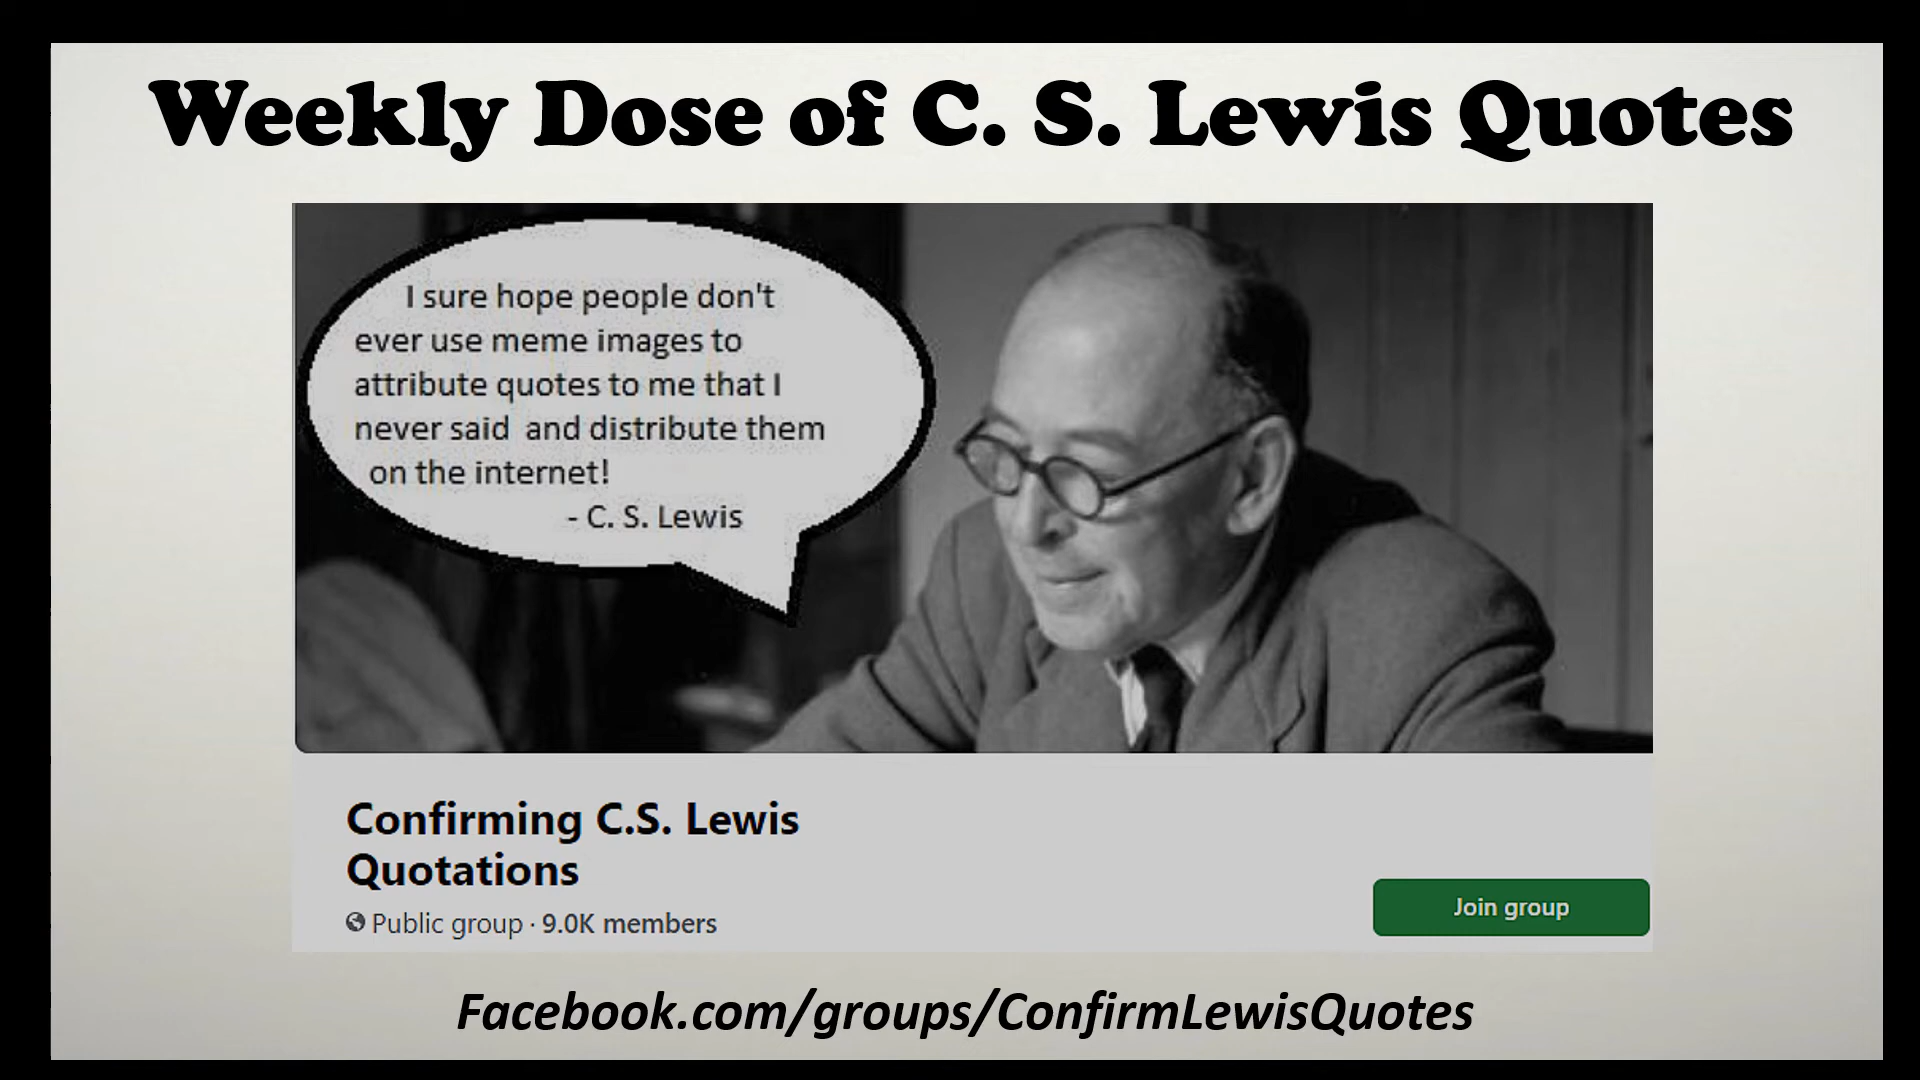 Weekly Dose of C. S. Lewis Quotes
I sure hope people don't
ever use meme images to
attribute quotes to me that I
never said and distribute them
on the internet!
- C. S. Lewis
Confirming C.S. Lewis
Quotations
Public group · 9.0K members
Join group
Facebook.com/groups/ConfirmLewisQuotes